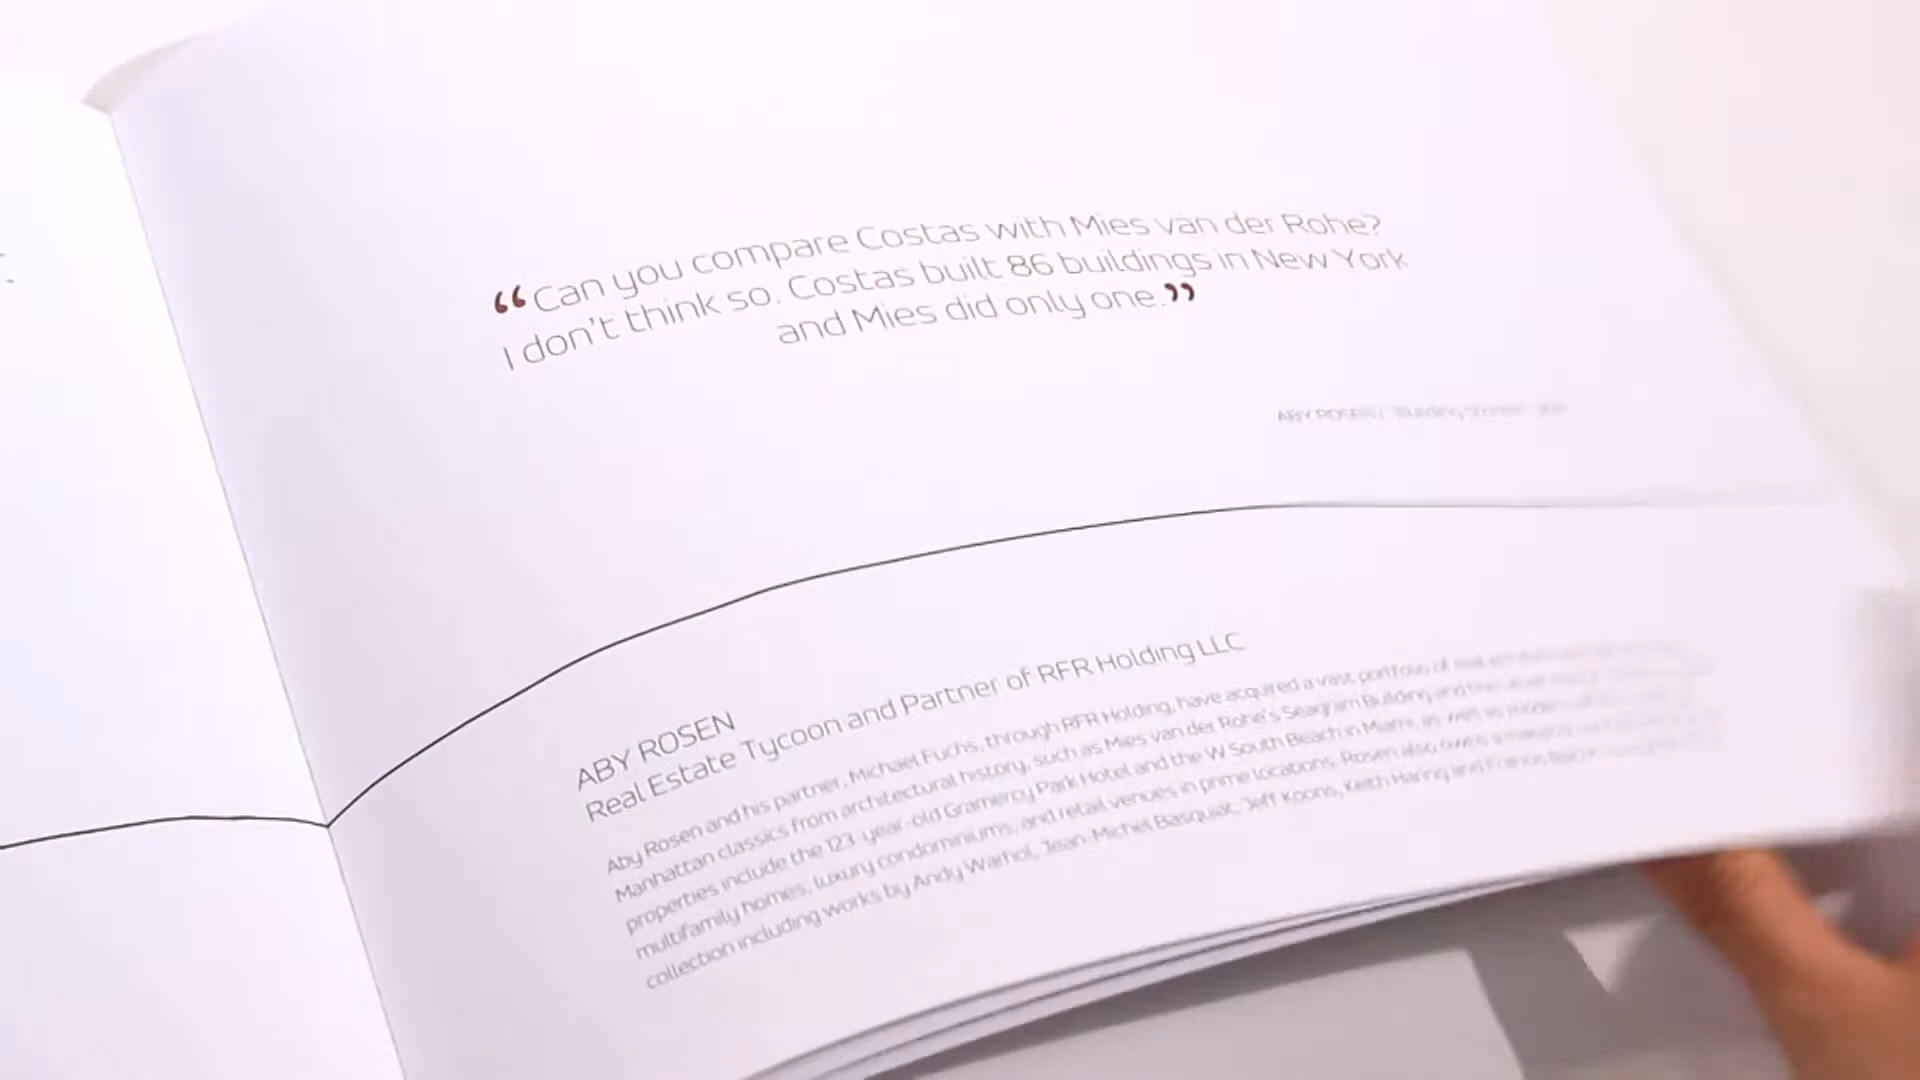 “Can you compare Costas with Mies van der Rohe?
I don't think so. Costas built 86 buildings in New York
and Mies did only one.”
ABY ROSEN
ABY ROSEN
Real Estate Tycoon and Partner of RFR Holding LLC
Aby Rosen and his partner, Michael Fuchs, through RFR Holding, have acquired a vast portfolio of
Manhattan classics from architectural history, such as Mies van der Rohe's Seagram Building and
properties include the 123-year-old Gramercy Park Hotel and the W South Beach in Miami, as well as modern
multifamily homes, luxury condominiums, and retail venues in prime locations. Rosen also owns a
collection including works by Andy Warhol, Jean-Michel Basquiat, Jeff Koons, Keith Haring and Francis